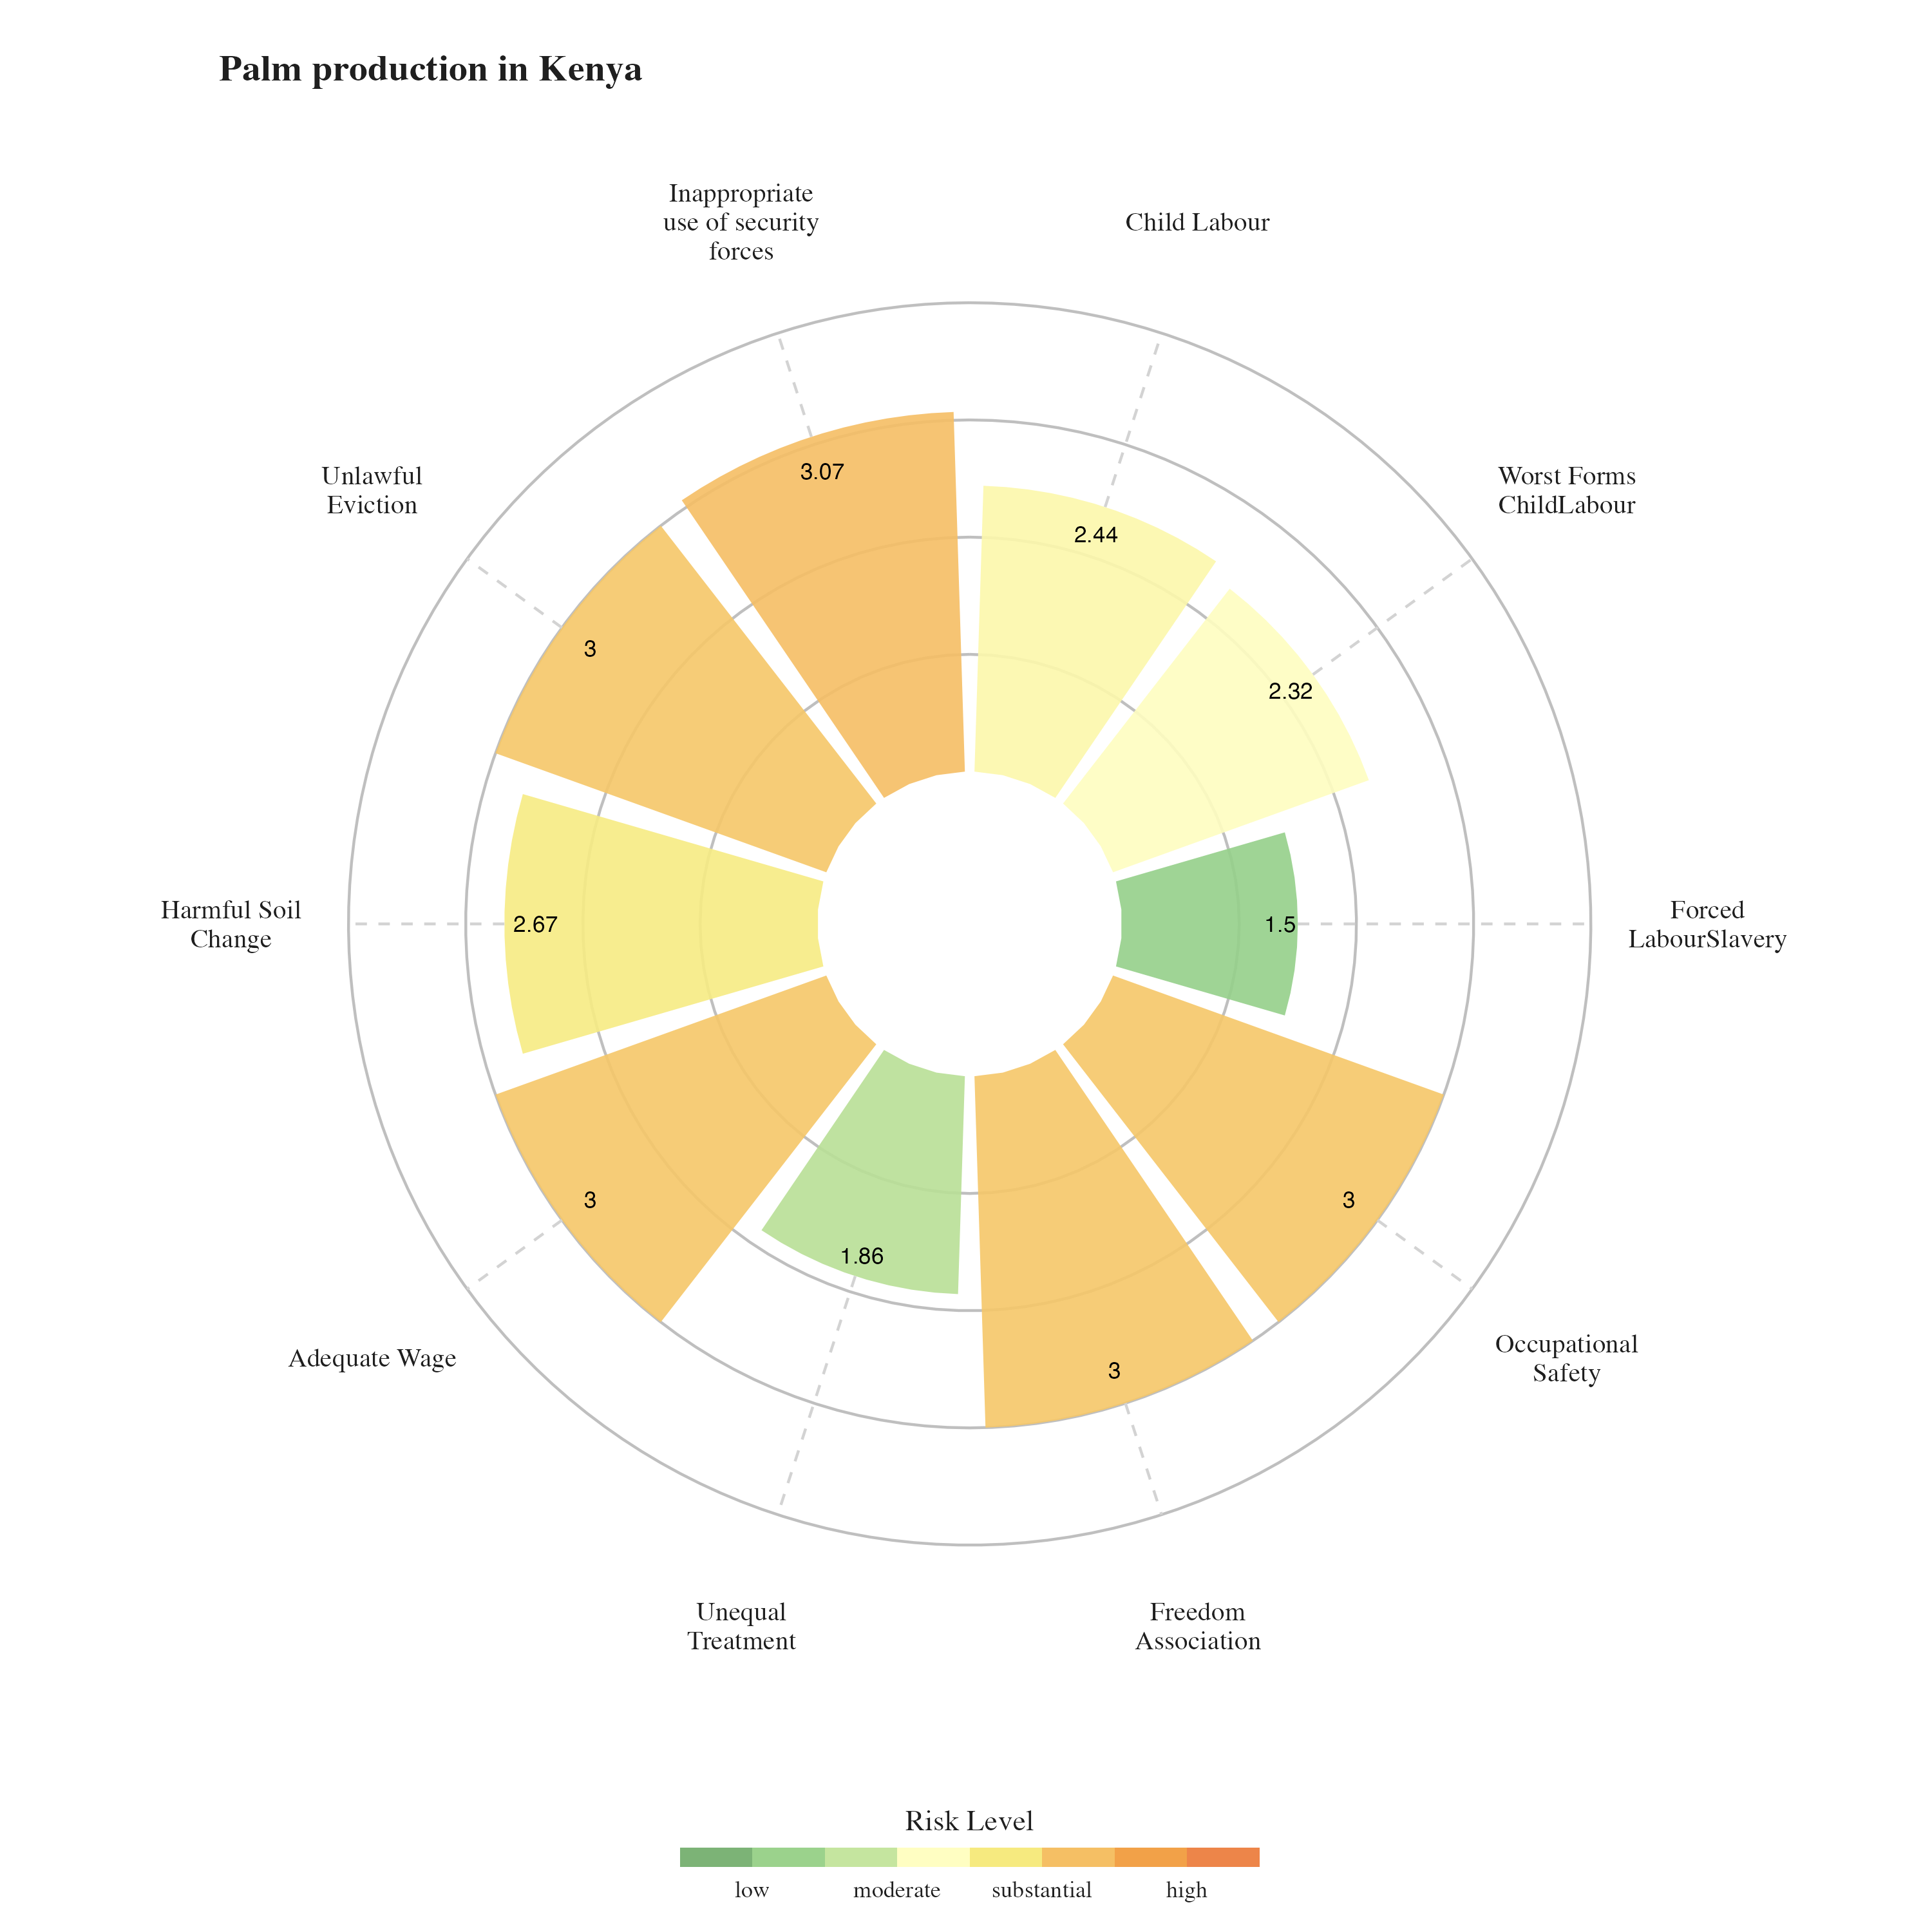 Palm production in Kenya
Inappropriate
use of security
forces
Child Labour
Unlawful
Eviction
Worst Forms
ChildLabour
3.07
2.44
3
2.32
Harmful Soil
Change
2.67
1.5
Forced
LabourSlavery
3
3
1.86
3
Adequate Wage
Occupational
Safety
Unequal
Treatment
Freedom
Association
Risk Level
low
moderate
substantial
high